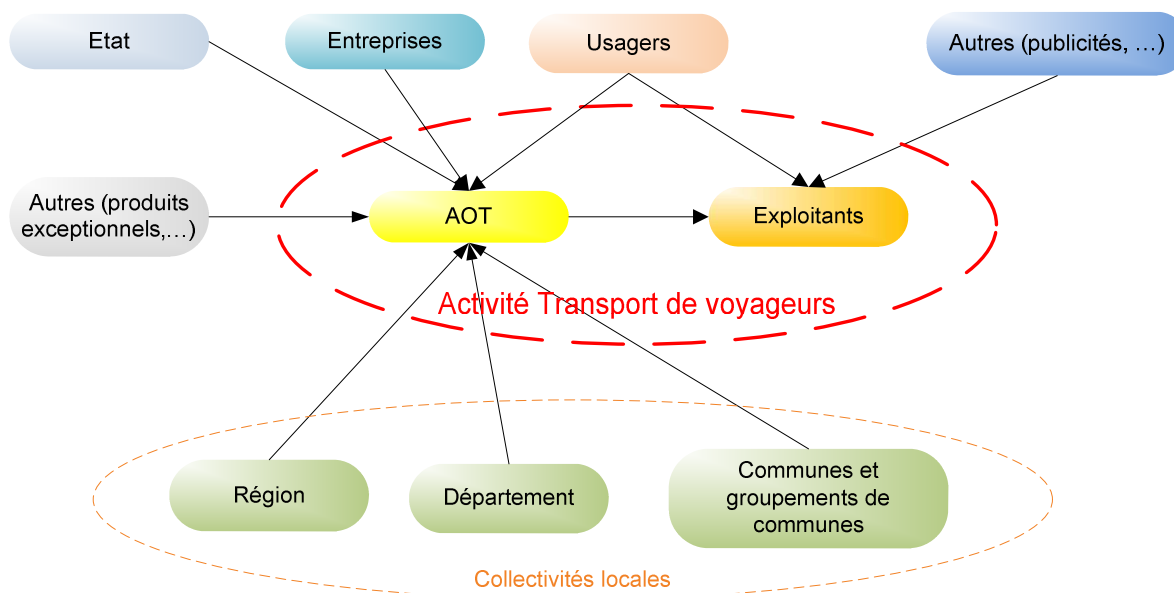 Etat
Entreprises
Usagers
Autres (publicités, ...)
Autres (produits
exceptionnels,...)
AOT
Exploitants
Activité Transport de voyageurs
Région
Département
Communes et
groupements de
communes
Collectivités locales